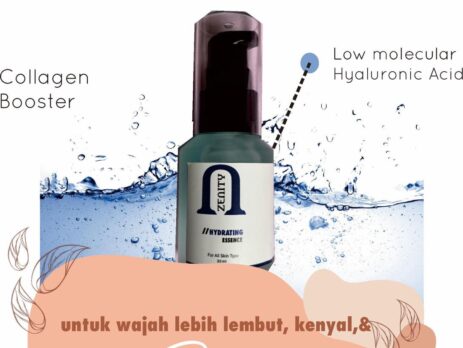 Collagen
Booster
Low molecular
Hyaluronic Acid
ZENITY
// HYDRATING
ESSENCE
For All Skin Type
untuk wajah lebih lembut, kenyal,&